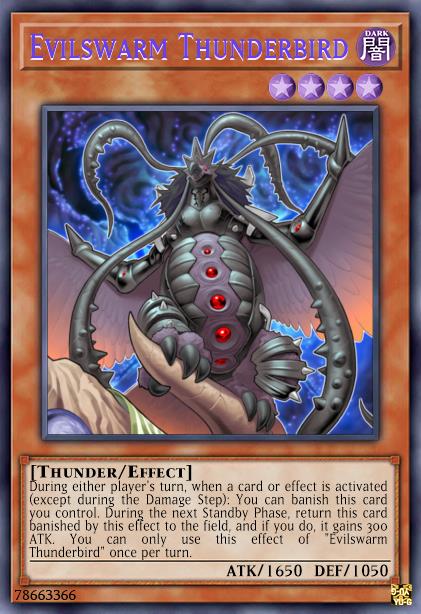 Evilswarm Thunderbird
DARK
闇
[Thunder/Effect]
During either player's turn, when a card or effect is activated
(except during the Damage Step): You can banish this card
you control. During the next Standby Phase, return this card
banished by this effect to the field, and if you do, it gains 300
ATK. You can only use this effect of "Evilswarm
Thunderbird" once per turn.
ATK/1650 DEF/1050
78663366